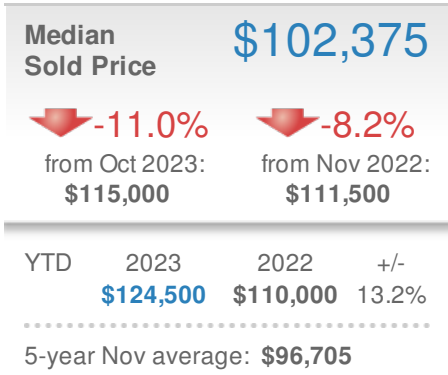 Median $102,375
Sold Price
-11.0% -8.2%
from Oct 2023: from Nov 2022:
$115,000 $111,500
YTD 2023 2022 +/-
$124,500 $110,000 13.2%
5-year Nov average: $96,705